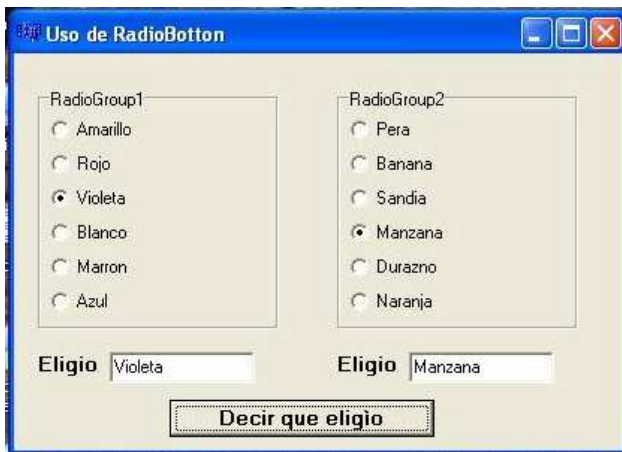 Uso de RadioBotton
RadioGroup1
Amarillo
Rojo
Violeta
Blanco
Marron
Azul
RadioGroup2
Pera
Banana
Sandia
Manzana
Durazno
Naranja
Eligio Violeta
Eligio Manzana
Decir que eligìo